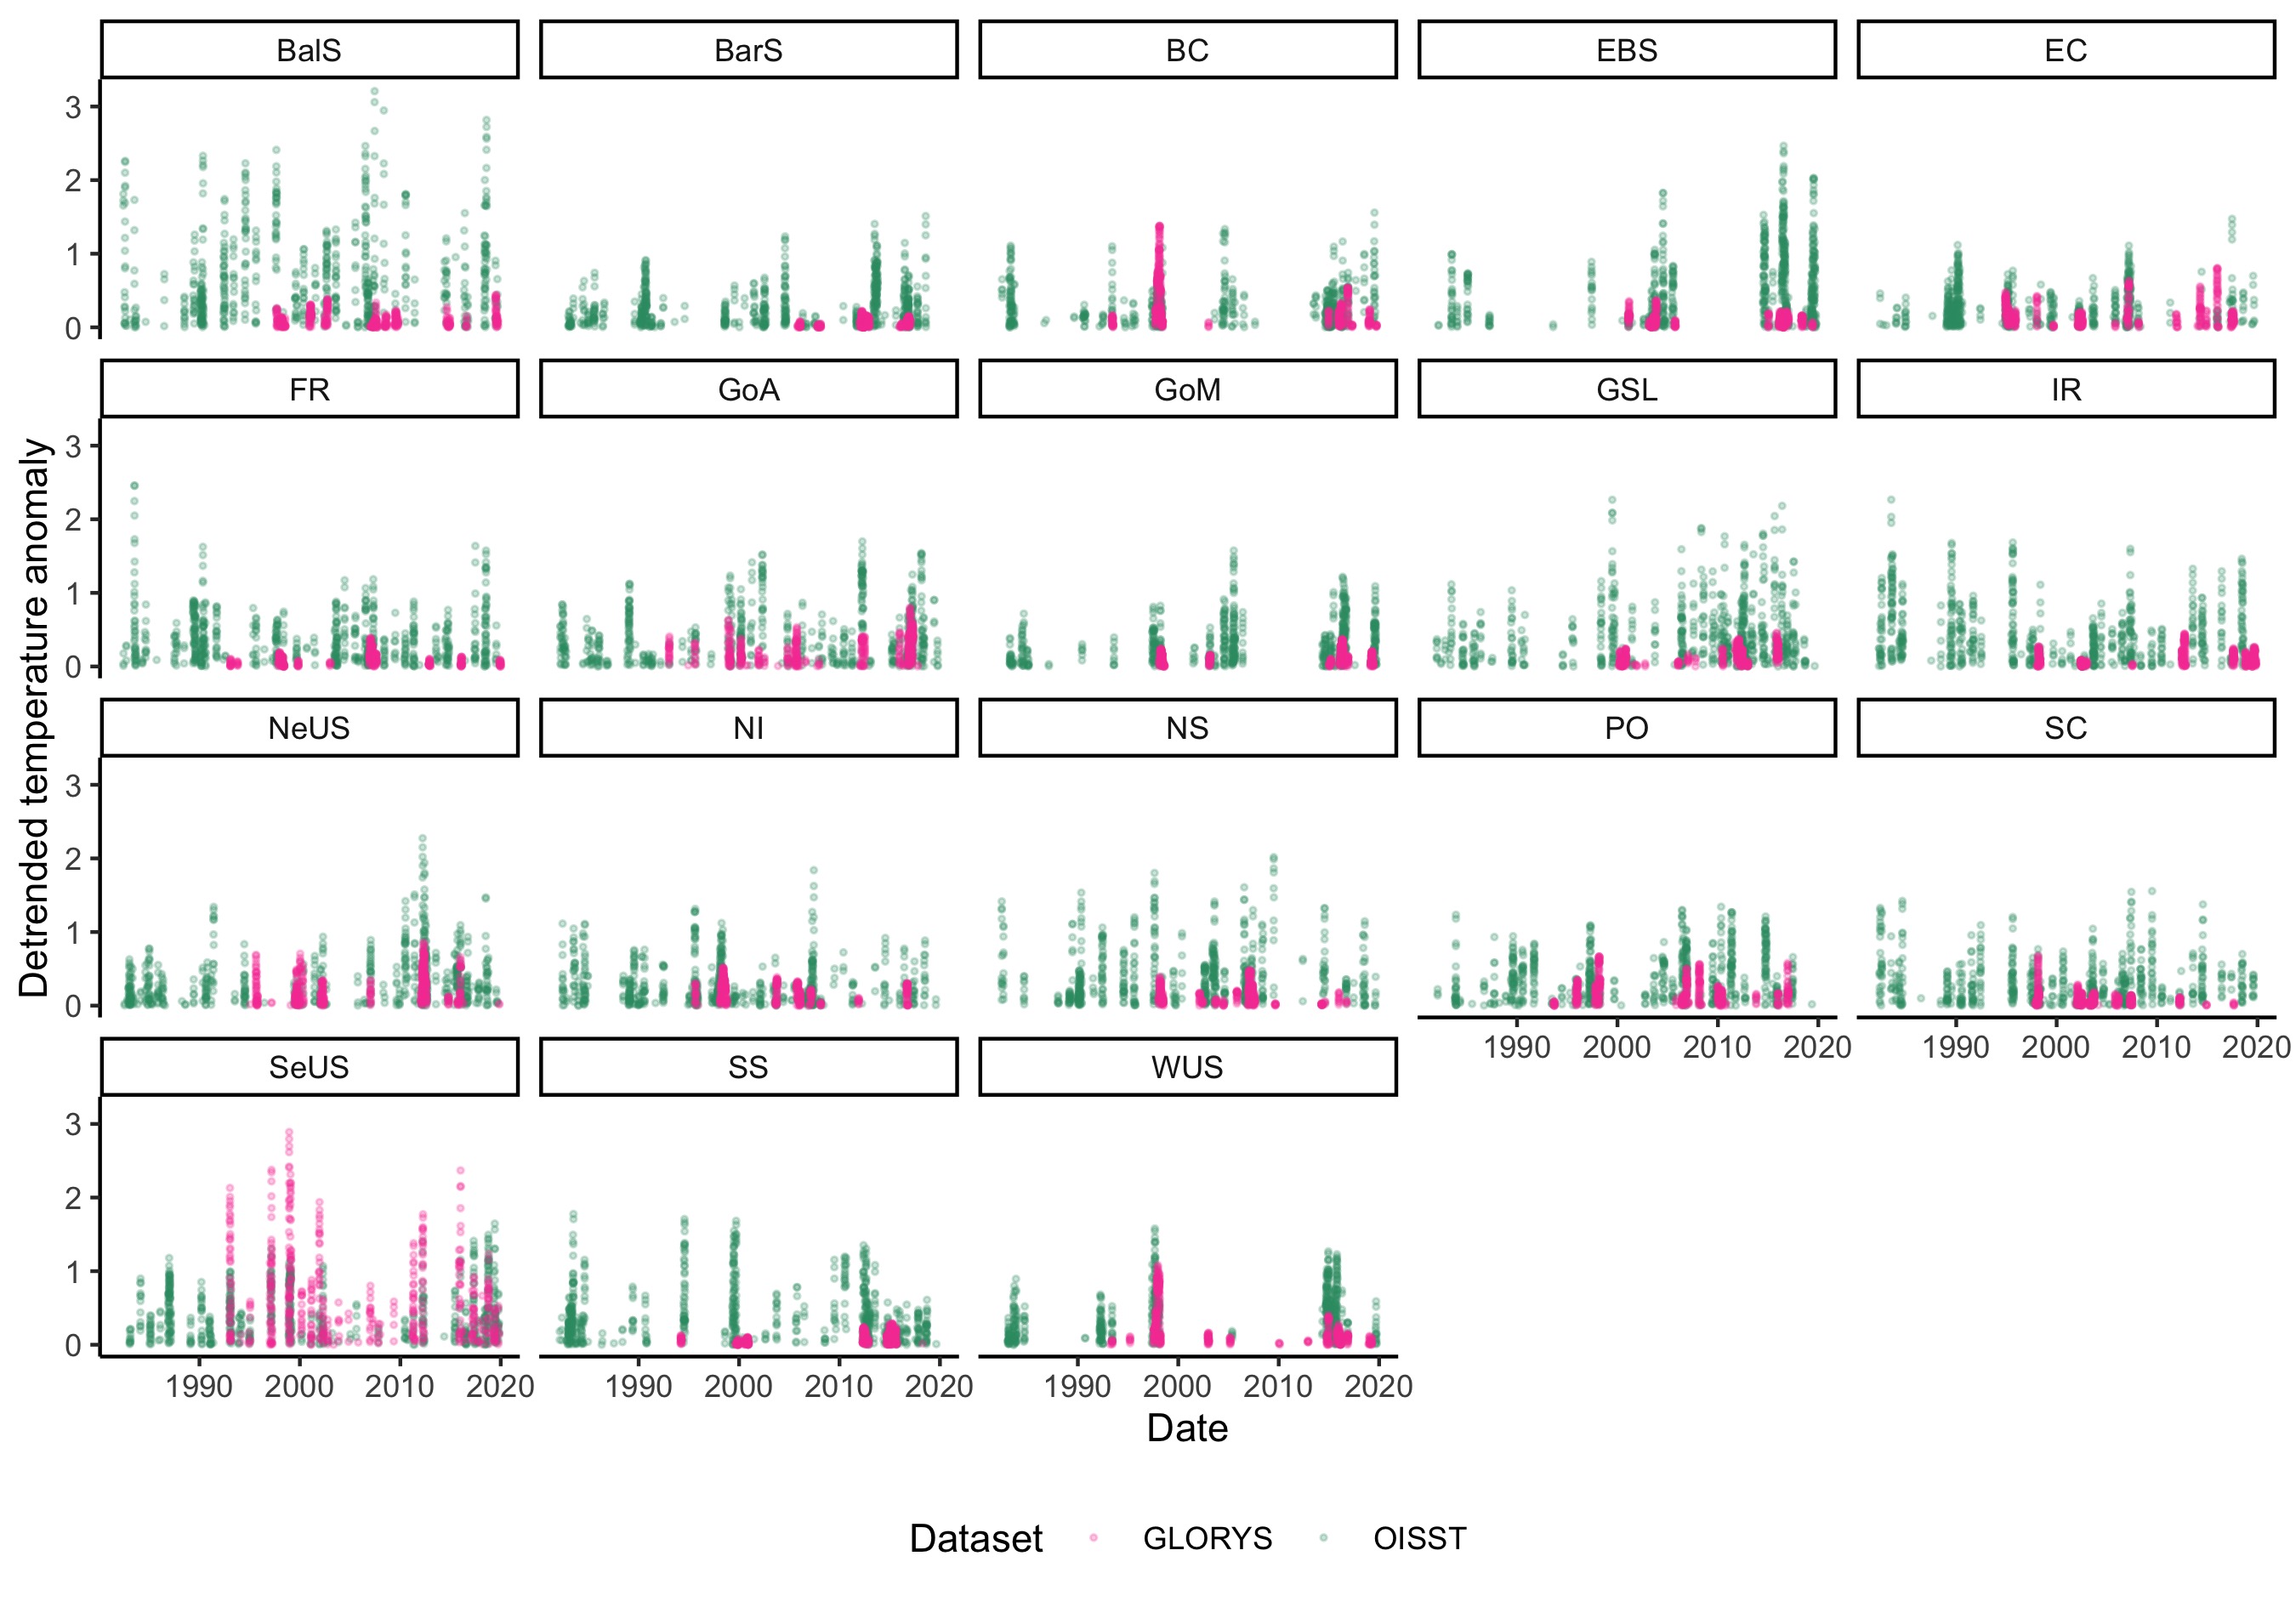 BalS BarS BC EBS EC
3
2
1
0
FR GoA GoM GSL IR
3
2
1
0
NeUS NI NS PO SC
3
2
1
0
1990 2000 2010 2020 1990 2000 2010 2020
SeUS SS WUS
3
2
1
0
1990 2000 2010 2020 1990 2000 2010 2020 1990 2000 2010 2020
Detrended temperature anomaly
Date
Dataset GLORYS OISST